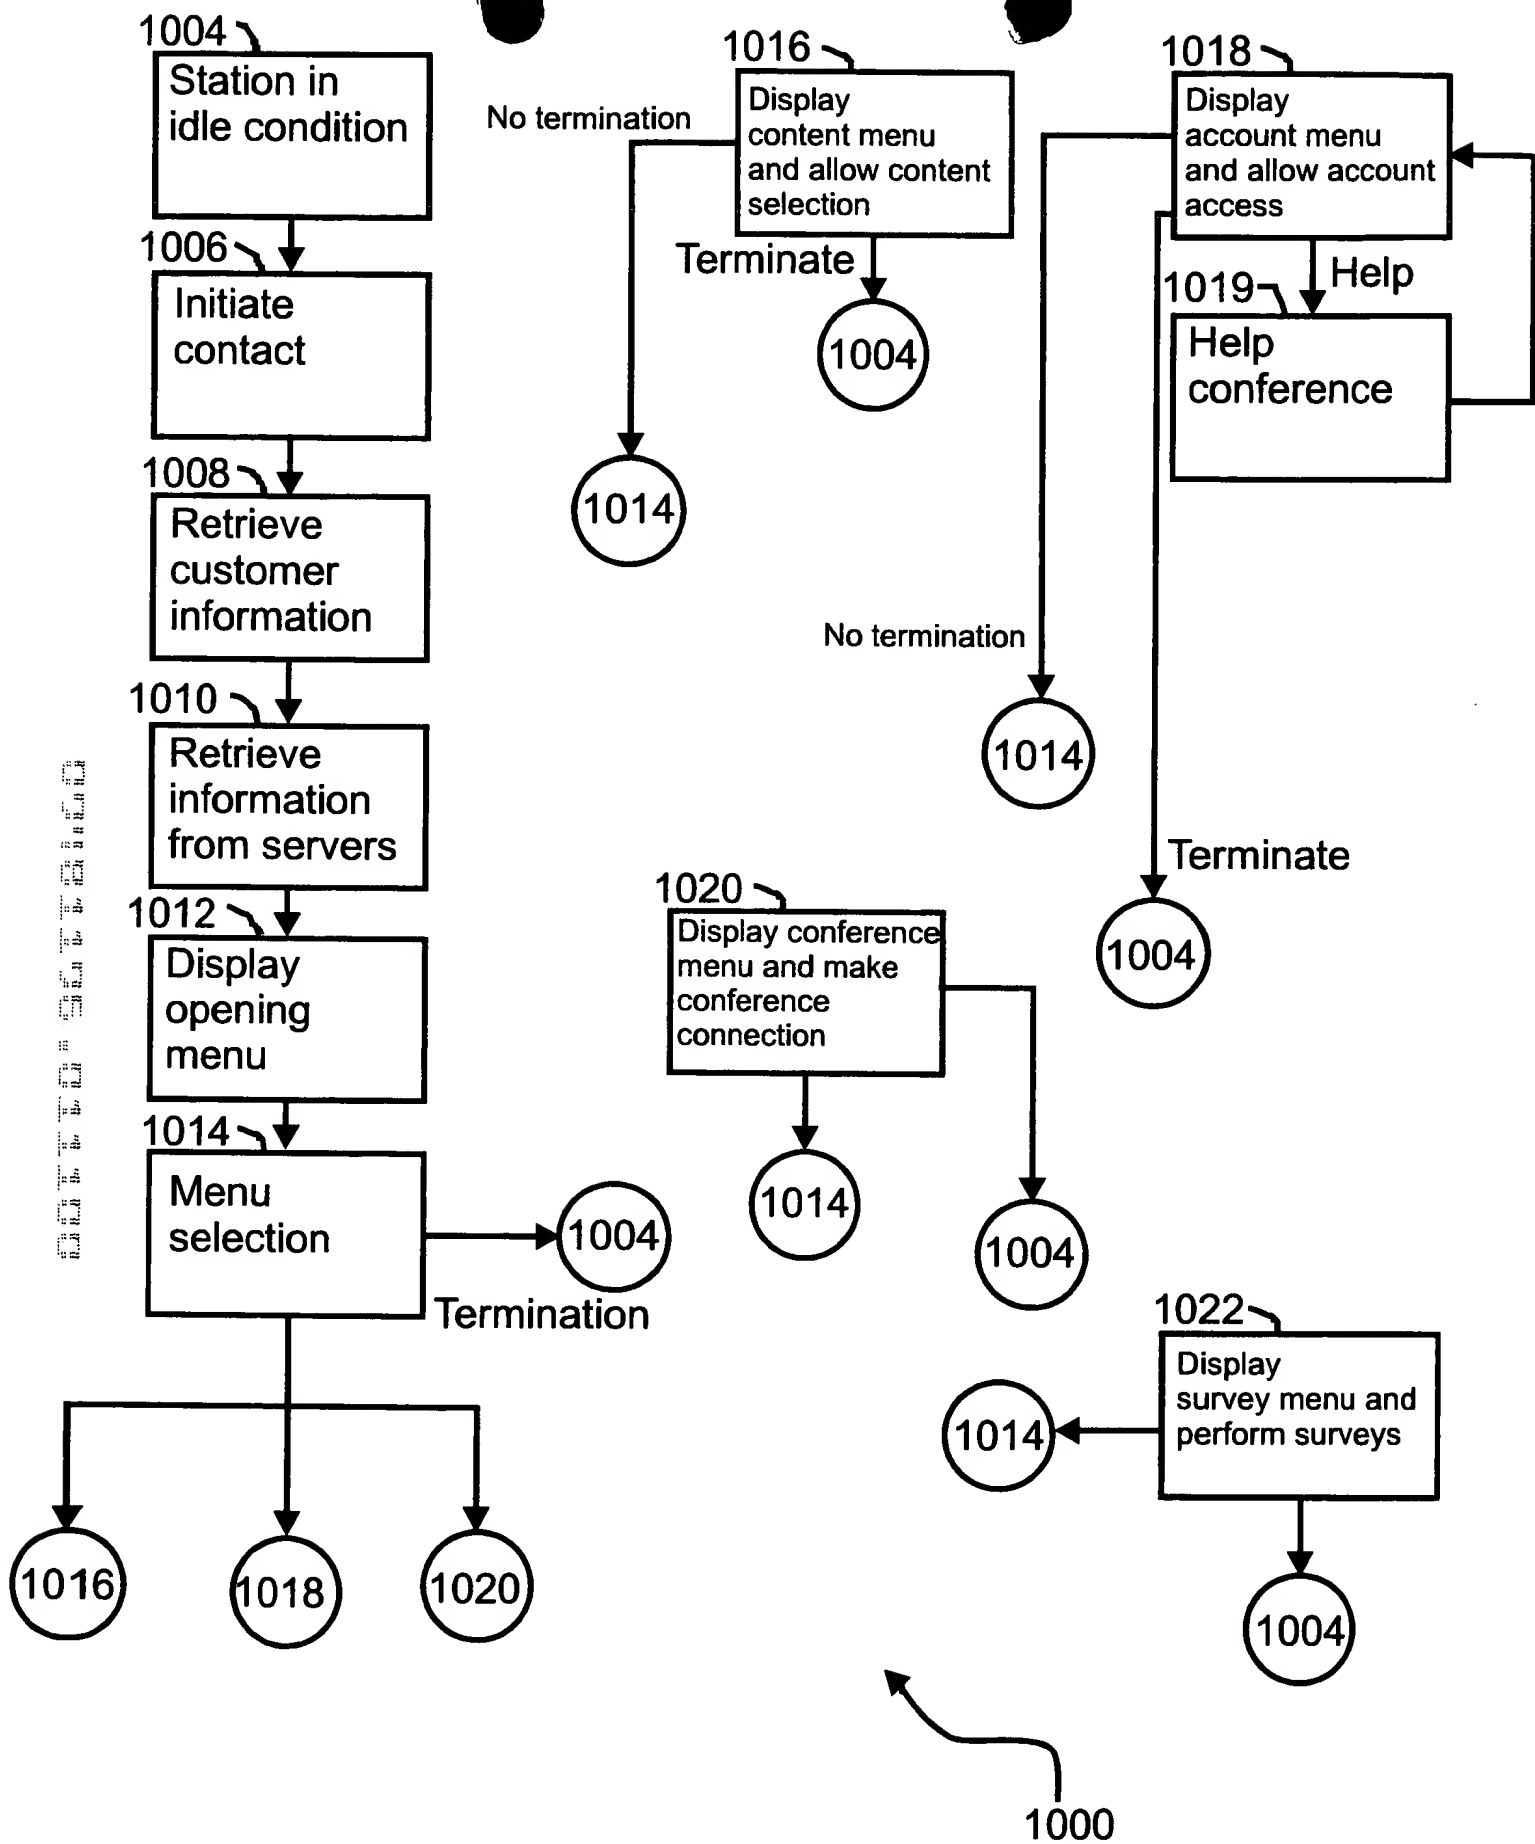 1004
Station in
idle condition
1006
Initiate
contact
1008
Retrieve
customer
information
1010
Retrieve
information
from servers
1012
Display
opening
menu
1014
Menu
selection
1004
Termination
1016
1018
1020
1016
Display
content menu
and allow content
selection
No termination
Terminate
1004
1014
1018
Display
account menu
and allow account
access
Help
1019
Help
conference
No termination
1014
Terminate
1004
1020
Display conference
menu and make
conference
connection
1014
1004
1022
Display
survey menu and
perform surveys
1014
1004
1000